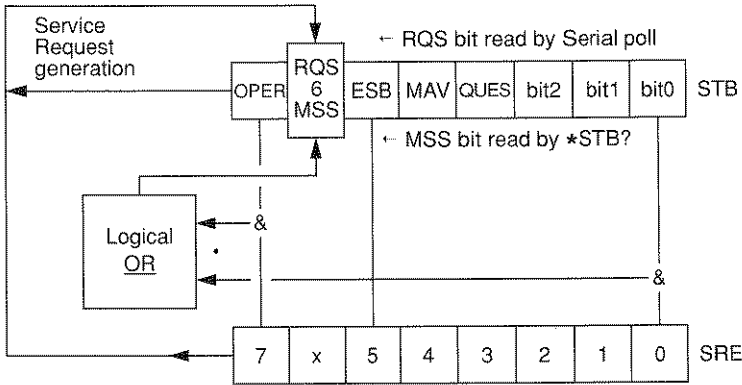 Service
Request
generation
← RQS bit read by Serial poll
OPER RQS 6 MSS ESB MAV QUES bit2 bit1 bit0 STB
← MSS bit read by *STB?
Logical
OR
&
&
7 x 5 4 3 2 1 0 SRE